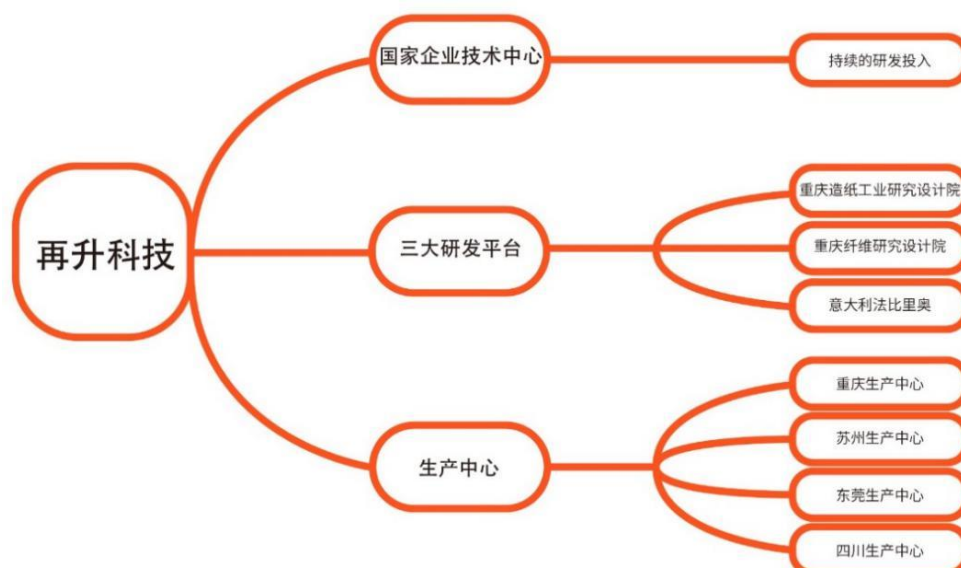 再升科技
国家企业技术中心
持续的研发投入
三大研发平台
重庆造纸工业研究设计院
重庆纤维研究设计院
意大利法比里奥
生产中心
重庆生产中心
苏州生产中心
东莞生产中心
四川生产中心